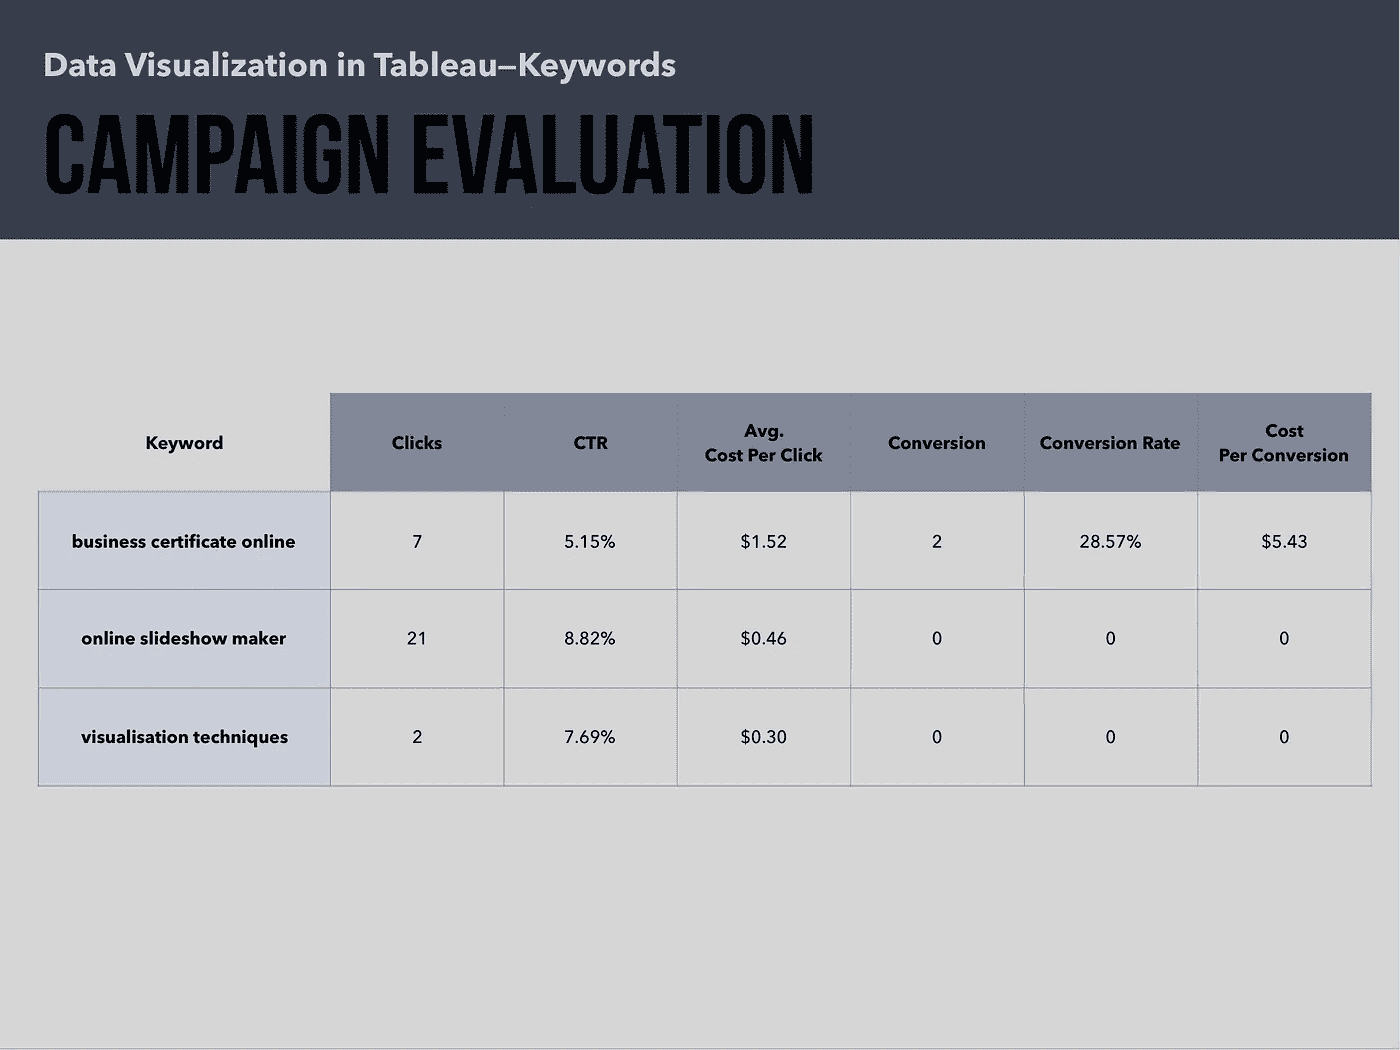 Data Visualization in Tableau—Keywords
CAMPAIGN EVALUATION
Keyword Clicks CTR Avg. Cost Per Click Conversion Conversion Rate Cost Per Conversion
business certificate online 7 5.15% $1.52 2 28.57% $5.43
online slideshow maker 21 8.82% $0.46 0 0 0
visualisation techniques 2 7.69% $0.30 0 0 0